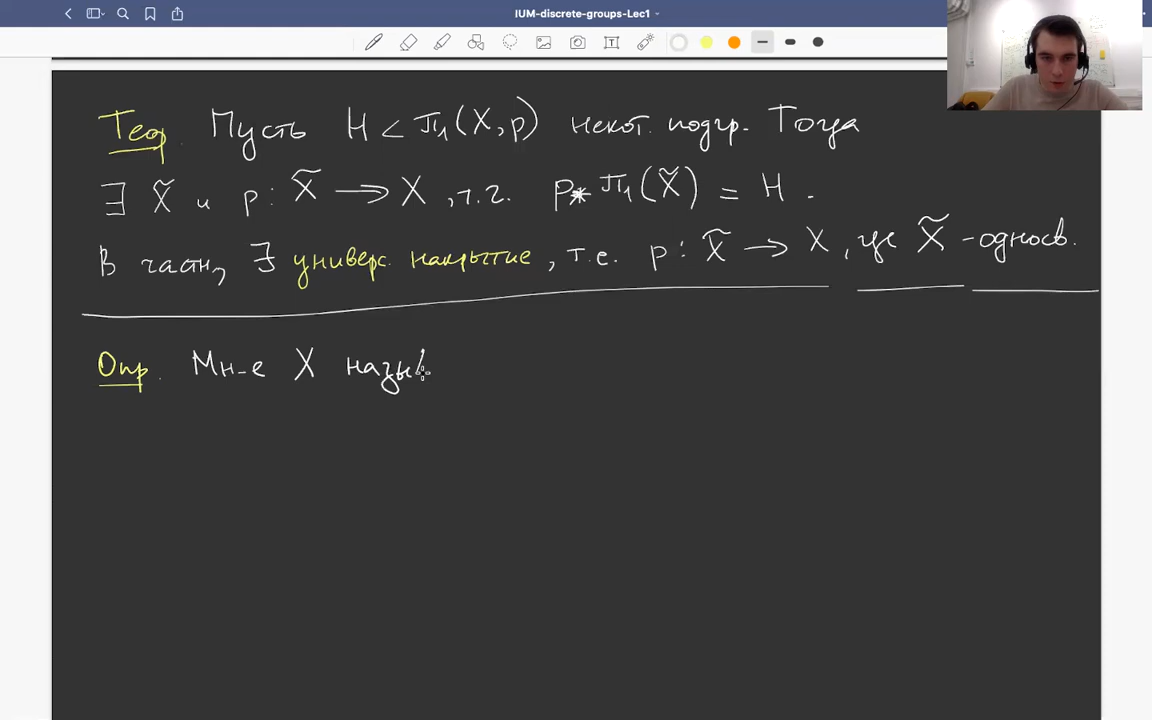 IUM-discrete-groups-Lec1
Теор. Пусть H < π₁(X, p) некот. подгр. Тогда
∃ X̃ и p: X̃ → X, т.ч. p* π₁(X̃) = H.
В частн, ∃ универс. накрытие, т.е. p: X̃ → X, где X̃ - односв.
Опр. Мн-е X назыв